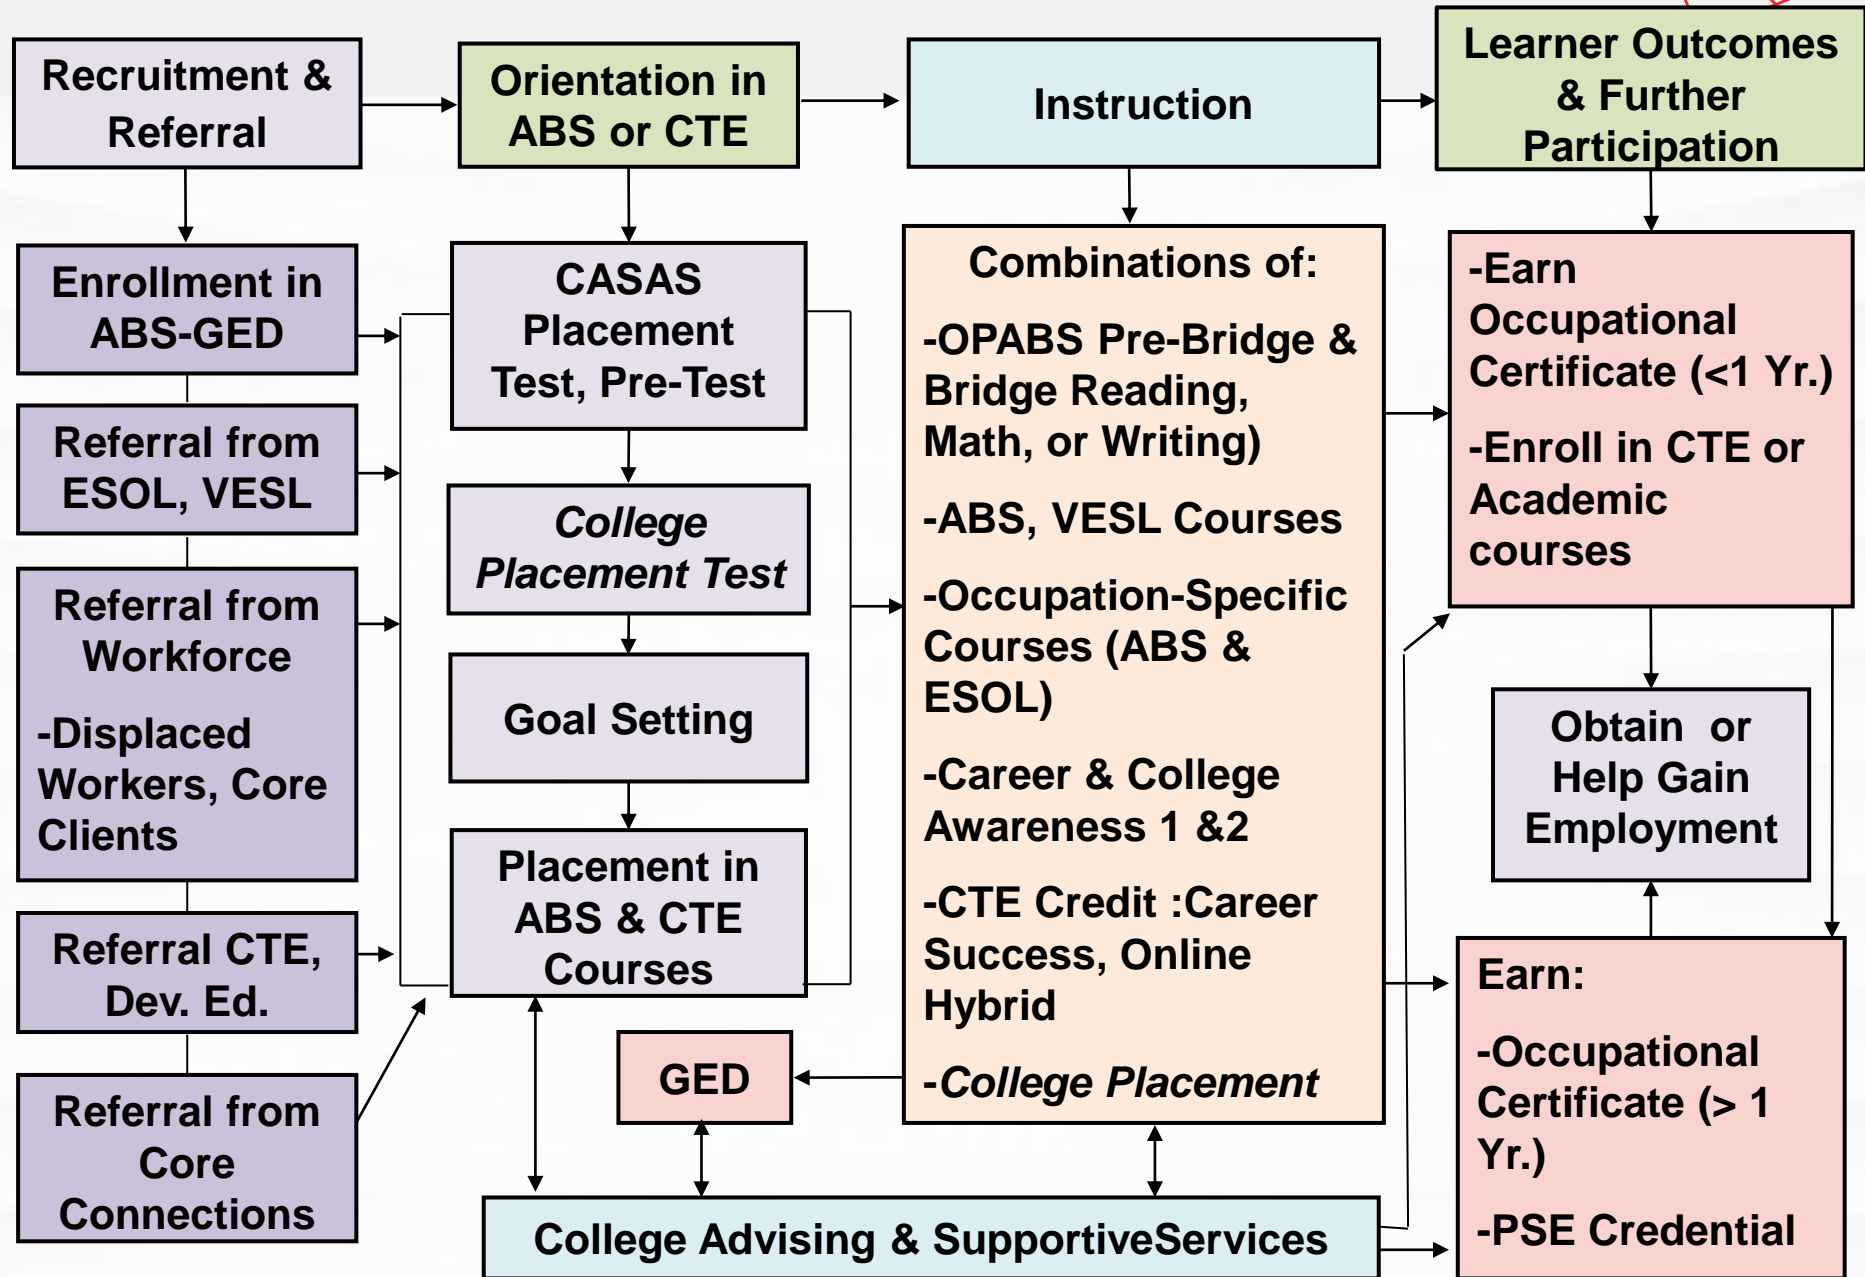 Recruitment &
Referral
Orientation in
ABS or CTE
Instruction
Learner Outcomes
& Further
Participation
Enrollment in
ABS-GED
Referral from
ESOL, VESL
Referral from
Workforce
-Displaced
Workers, Core
Clients
Referral CTE,
Dev. Ed.
Referral from
Core
Connections
CASAS
Placement
Test, Pre-Test
College
Placement Test
Goal Setting
Placement in
ABS & CTE
Courses
GED
Combinations of:
-OPABS Pre-Bridge &
Bridge Reading,
Math, or Writing)
-ABS, VESL Courses
-Occupation-Specific
Courses (ABS &
ESOL)
-Career & College
Awareness 1 &2
-CTE Credit :Career
Success, Online
Hybrid
-College Placement
College Advising & SupportiveServices
-Earn
Occupational
Certificate (<1 Yr.)
-Enroll in CTE or
Academic
courses
Obtain or
Help Gain
Employment
Earn:
-Occupational
Certificate (> 1
Yr.)
-PSE Credential